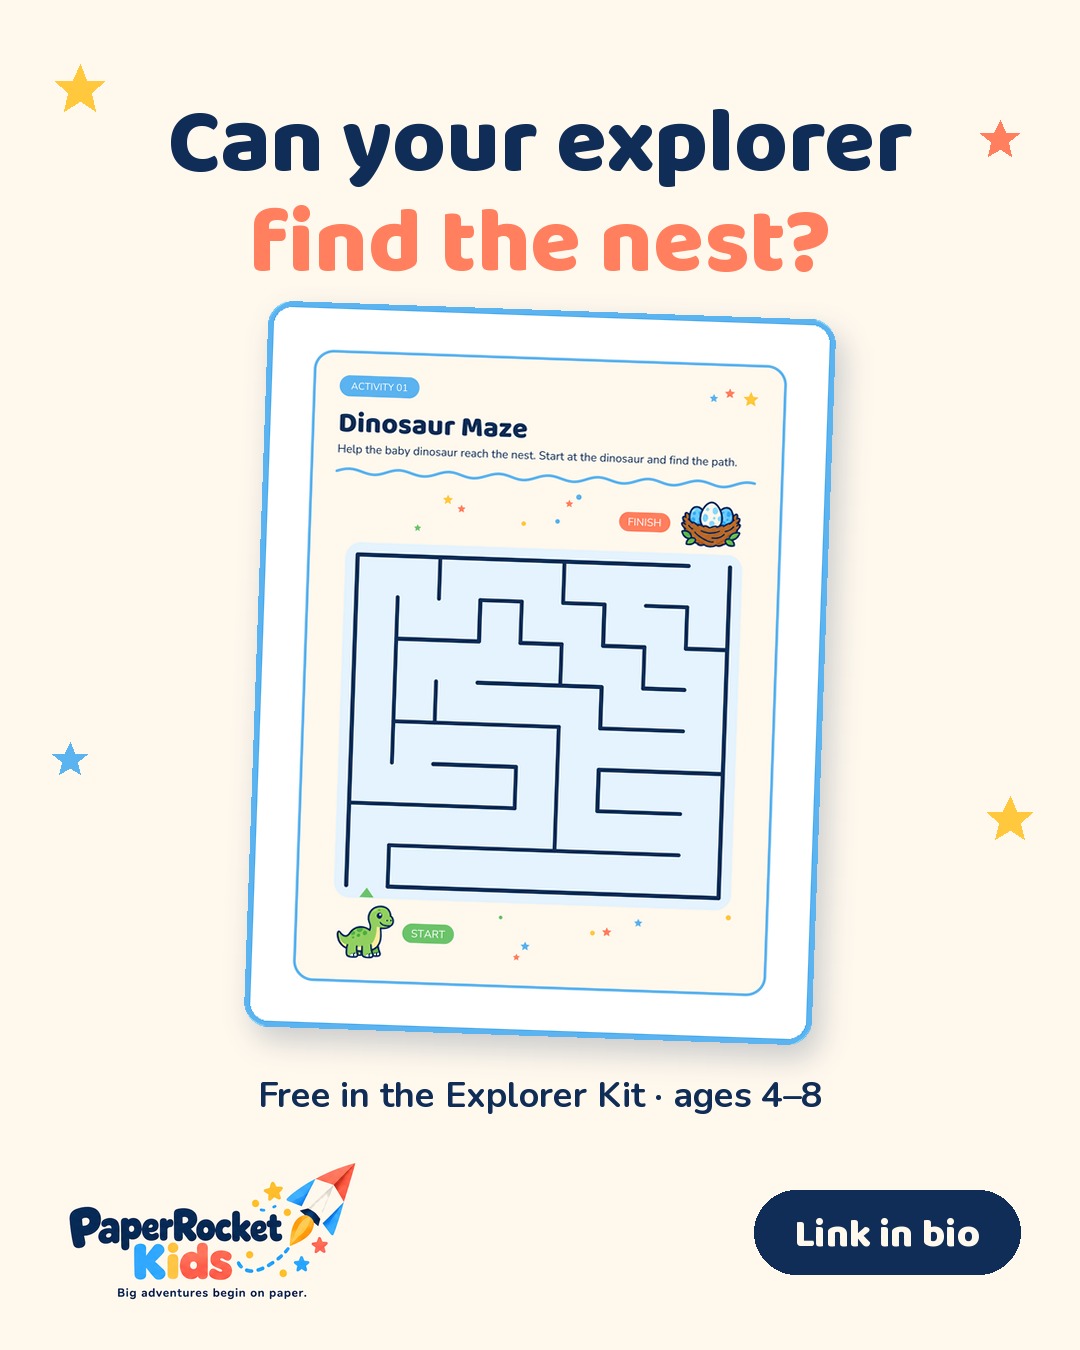 Can your explorer
find the nest?
ACTIVITY 01
Dinosaur Maze
Help the baby dinosaur reach the nest. Start at the dinosaur and find the path.
FINISH
START
Free in the Explorer Kit · ages 4–8
PaperRocket
Kids
Big adventures begin on paper.
Link in bio